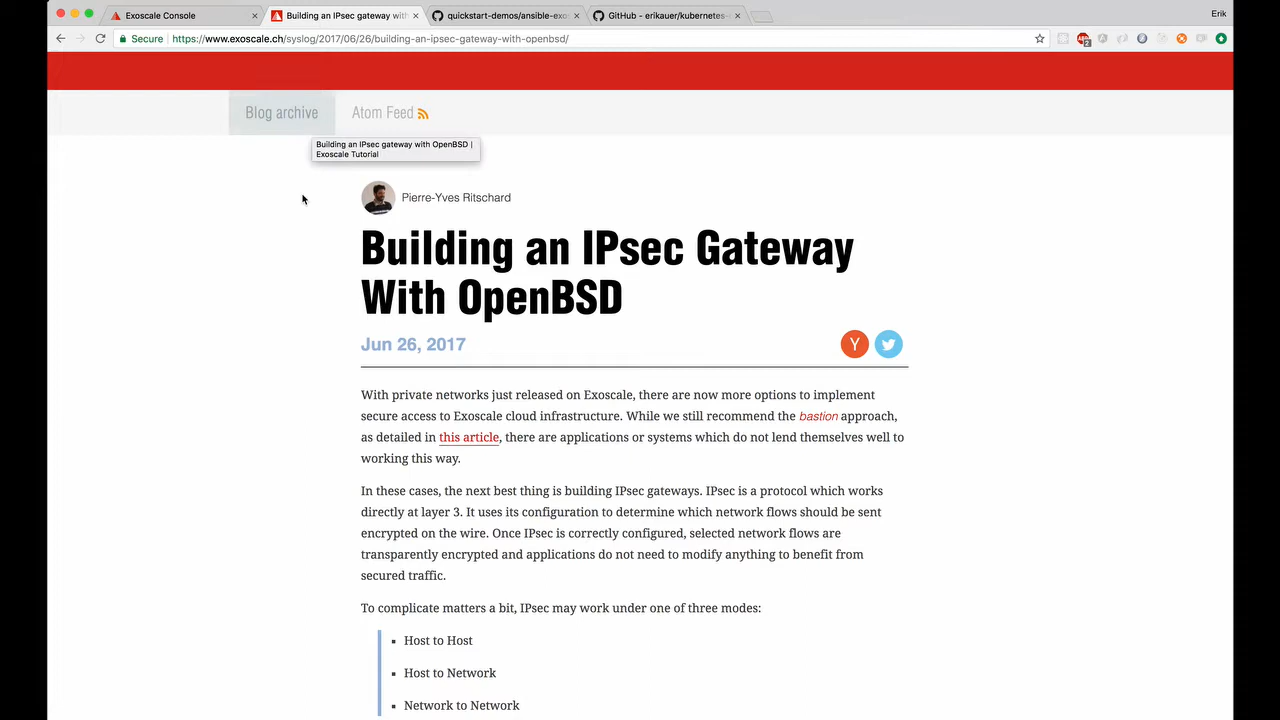 Exoscale Console
Building an IPsec gateway with
quickstart-demos/ansible-exo
GitHub - erikauer/kubernetes-
Erik
Secure
https://www.exoscale.ch/syslog/2017/06/26/building-an-ipsec-gateway-with-openbsd/
2
Blog archive
Atom Feed
Building an IPsec gateway with OpenBSD |
Exoscale Tutorial
Pierre-Yves Ritschard
Building an IPsec Gateway
With OpenBSD
Jun 26, 2017
Y
With private networks just released on Exoscale, there are now more options to implement
secure access to Exoscale cloud infrastructure. While we still recommend the bastion approach,
as detailed in this article, there are applications or systems which do not lend themselves well to
working this way.
In these cases, the next best thing is building IPsec gateways. IPsec is a protocol which works
directly at layer 3. It uses its configuration to determine which network flows should be sent
encrypted on the wire. Once IPsec is correctly configured, selected network flows are
transparently encrypted and applications do not need to modify anything to benefit from
secured traffic.
To complicate matters a bit, IPsec may work under one of three modes:
Host to Host
Host to Network
Network to Network